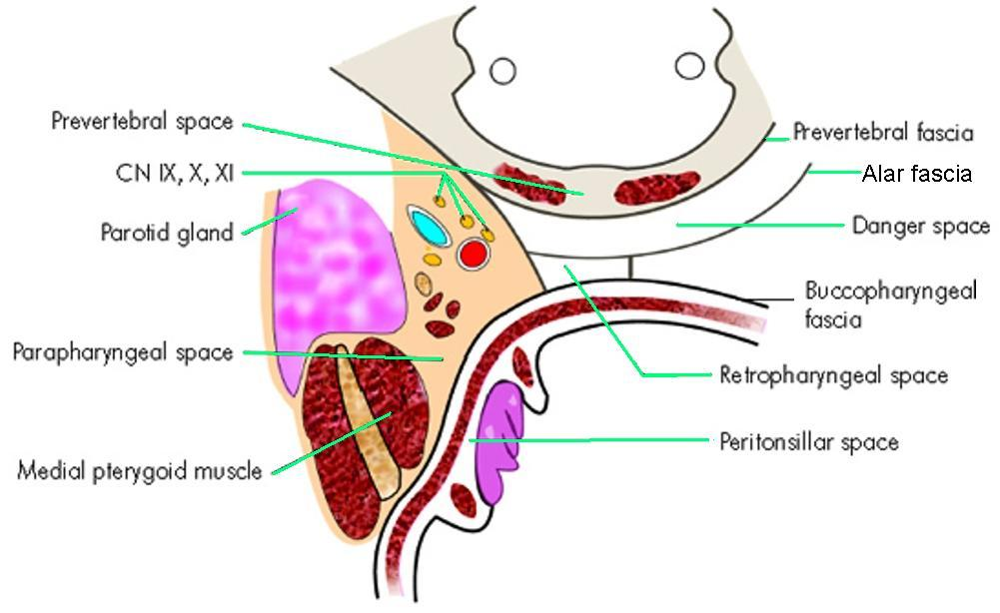 Prevertebral space
CN IX, X, XI
Parotid gland
Parapharyngeal space
Medial pterygoid muscle
Prevertebral fascia
Alar fascia
Danger space
Buccopharyngeal
fascia
Retropharyngeal space
Peritonsillar space